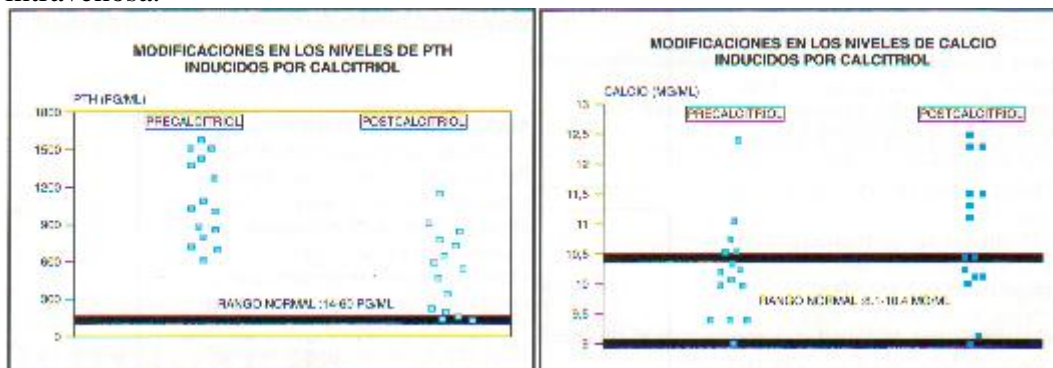 intravenosa.
MODIFICACIONES EN LOS NIVELES DE PTH
INDUCIDOS POR CALCITRIOL
PTH (PG/ML)
1800
PRECALCITRIOL
POSTCALCITRIOL
1500
1200
900
600
300
RANGO NORMAL :14-60 PG/ML
0
MODIFICACIONES EN LOS NIVELES DE CALCIO
INDUCIDOS POR CALCITRIOL
CALCIO (MG/ML)
13
PRECALCITRIOL
POSTCALCITRIOL
12,5
12
11,5
11
10,5
10
RANGO NORMAL :8.1-10.4 MG/ML
9,5
9